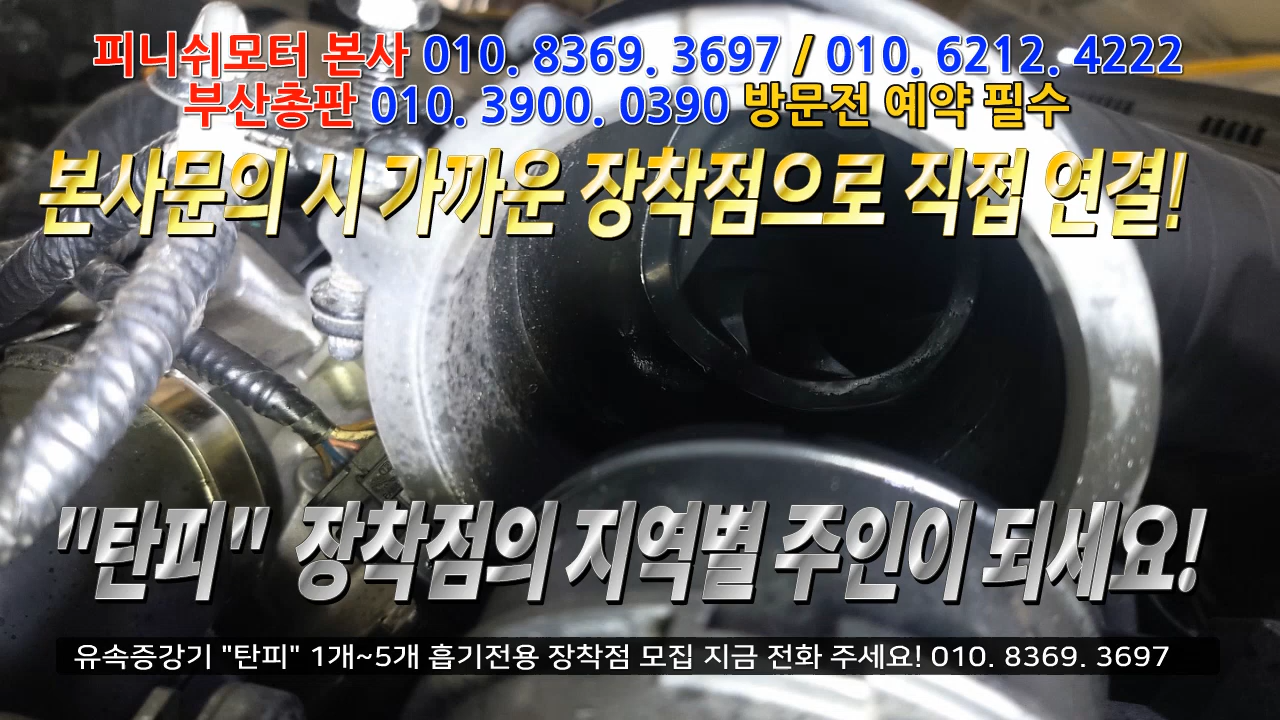 피니쉬모터 본사 010. 8369. 3697 / 010. 6212. 4222
부산총판 010. 3900. 0390 방문전 예약 필수
본사문의 시 가까운 장착점으로 직접 연결!
"탄피" 장착점의 지역별 주인이 되세요!
유속증강기 "탄피" 1개~5개 흡기전용 장착점 모집 지금 전화 주세요! 010. 8369. 3697